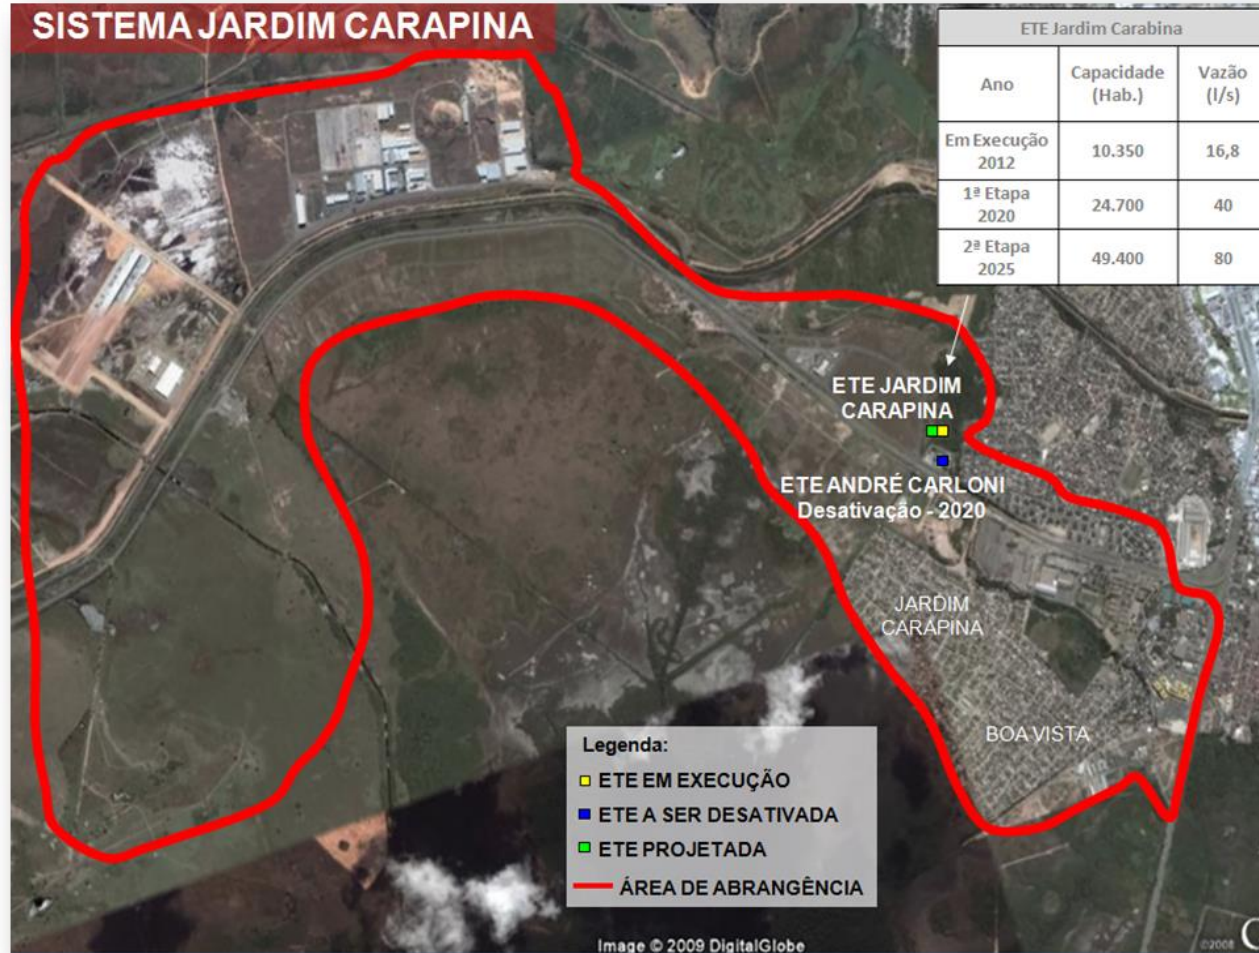 SISTEMA JARDIM CARAPINA
ETE Jardim Carabina
Ano Capacidade (Hab.) Vazão (l/s)
Em Execução 2012 10.350 16,8
1ª Etapa 2020 24.700 40
2ª Etapa 2025 49.400 80
ETE JARDIM
CARAPINA
ETE ANDRÉ CARLONI
Desativação - 2020
JARDIM
CARAPINA
BOA VISTA
Legenda:
ETE EM EXECUÇÃO
ETE A SER DESATIVADA
ETE PROJETADA
ÁREA DE ABRANGÊNCIA
Image © 2009 DigitalGlobe
©2008